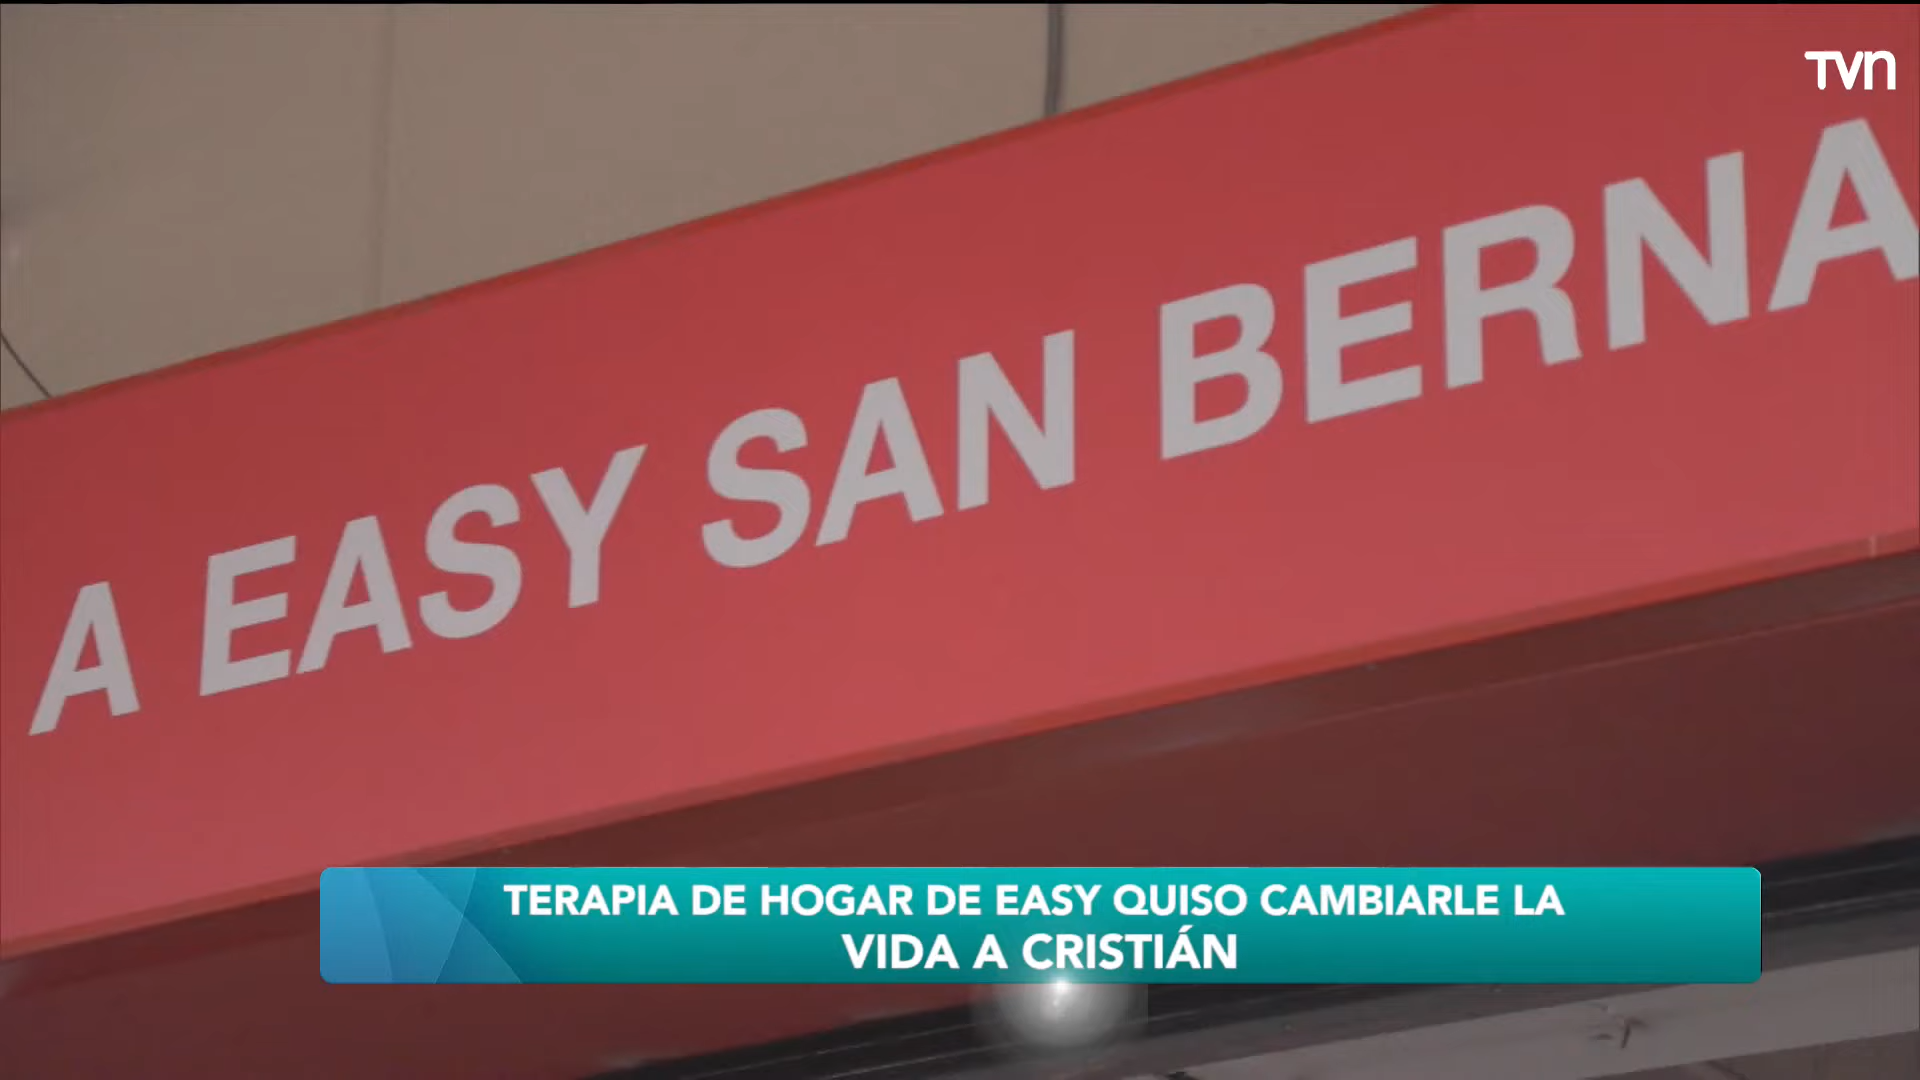 TVN
A EASY SAN BERNA
TERAPIA DE HOGAR DE EASY QUISO CAMBIARLE LA
VIDA A CRISTIÁN